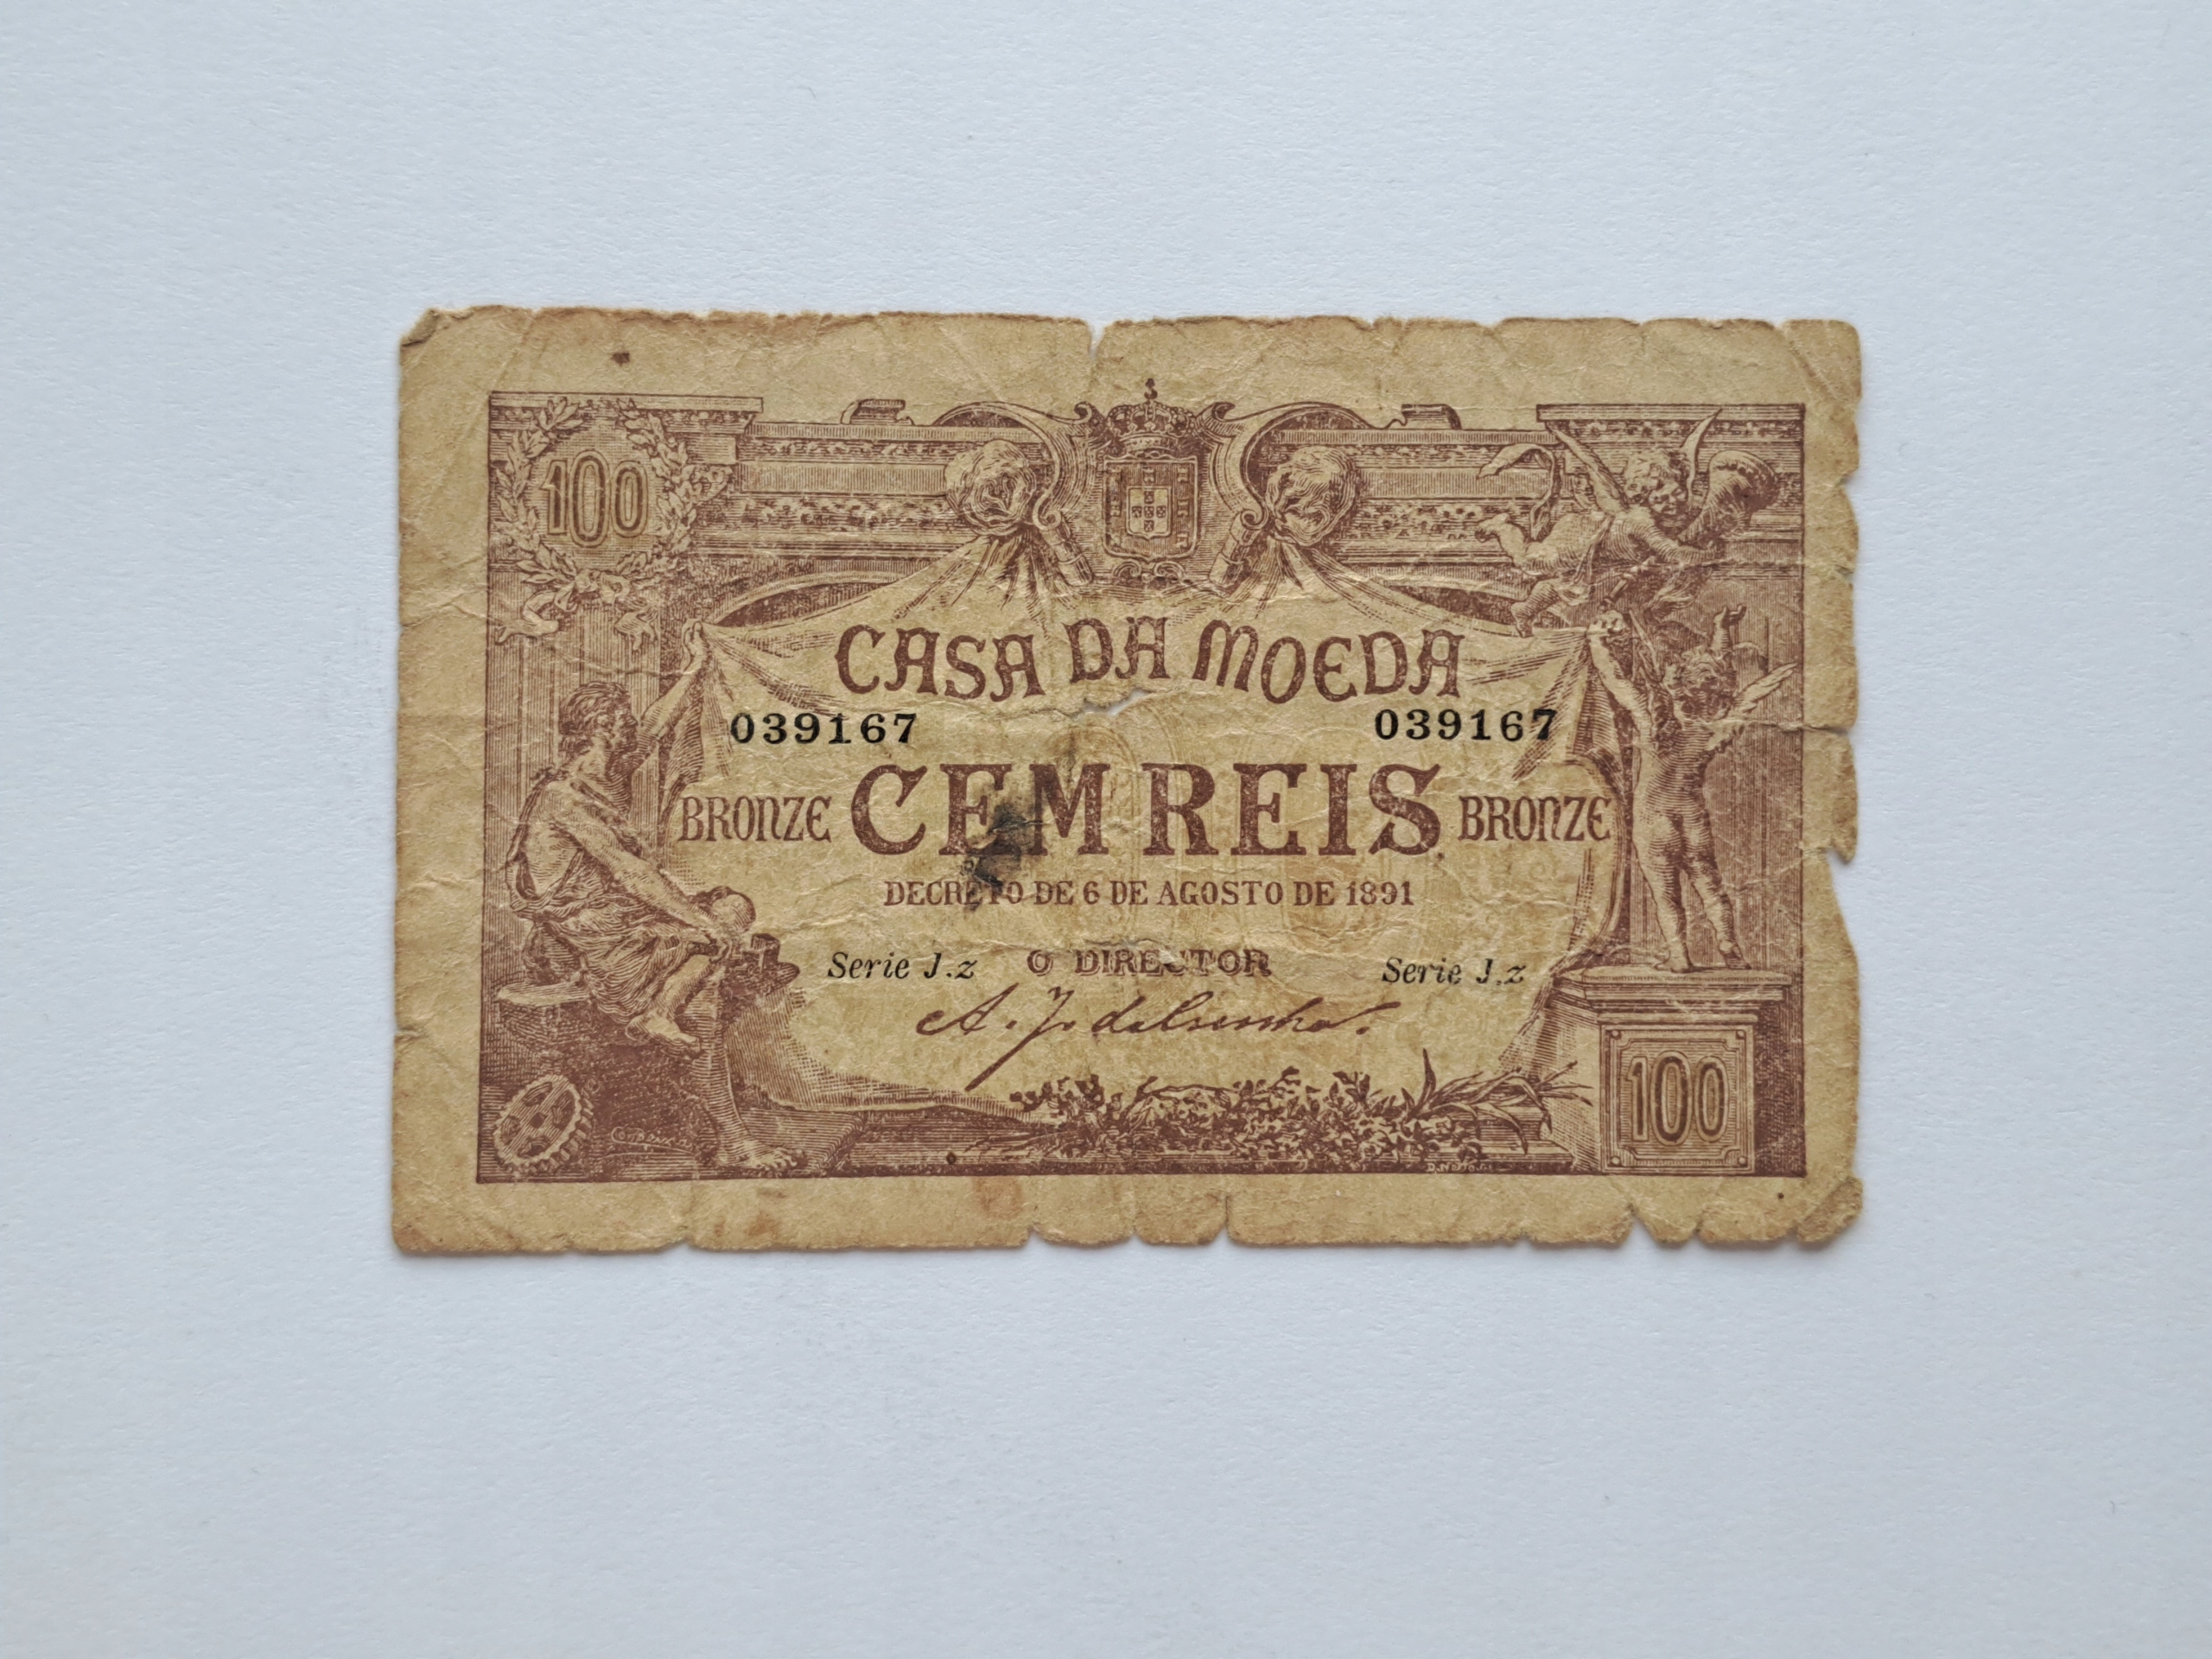 100
CASA DA MOEDA
039167 039167
BRONZE CEM REIS BRONZE
DECRETO DE 6 DE AGOSTO DE 1891
Serie J.z O DIRECTOR Serie J.z
A. J.
100